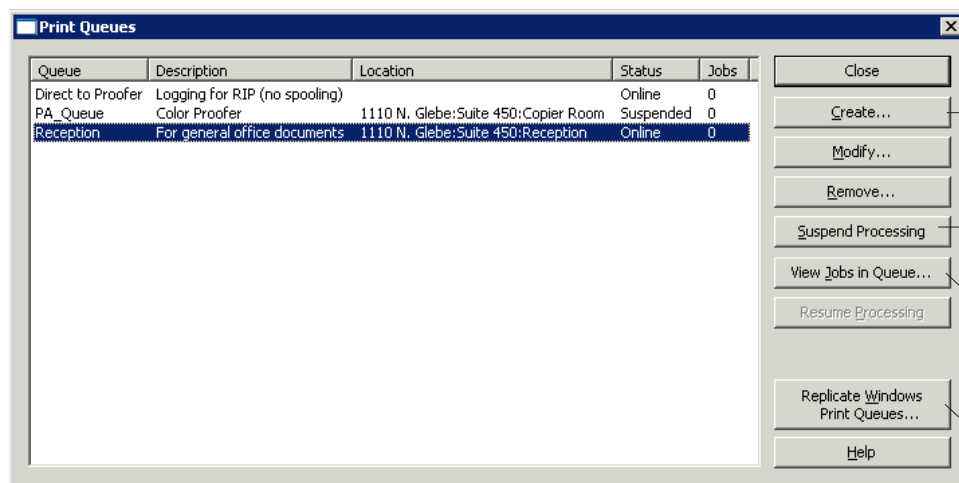 Print Queues
Queue Description Location Status Jobs
Direct to Proofer Logging for RIP (no spooling) Online 0
PA_Queue Color Proofer 1110 N. Glebe:Suite 450:Copier Room Suspended 0
Reception For general office documents 1110 N. Glebe:Suite 450:Reception Online 0
Close
Create...
Modify...
Remove...
Suspend Processing
View Jobs in Queue...
Resume Processing
Replicate Windows
Print Queues...
Help